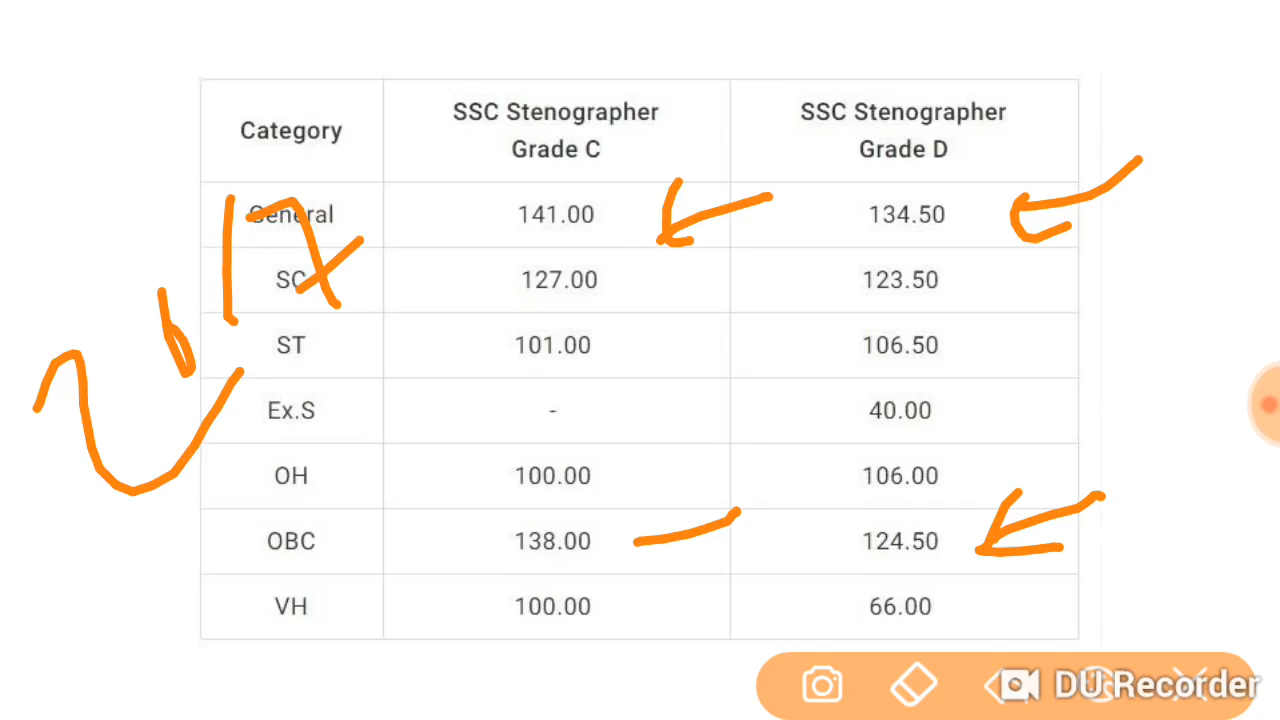 Category SSC Stenographer Grade C SSC Stenographer Grade D
General 141.00 134.50
SC 127.00 123.50
ST 101.00 106.50
Ex.S - 40.00
OH 100.00 106.00
OBC 138.00 124.50
VH 100.00 66.00
2017
DU Recorder